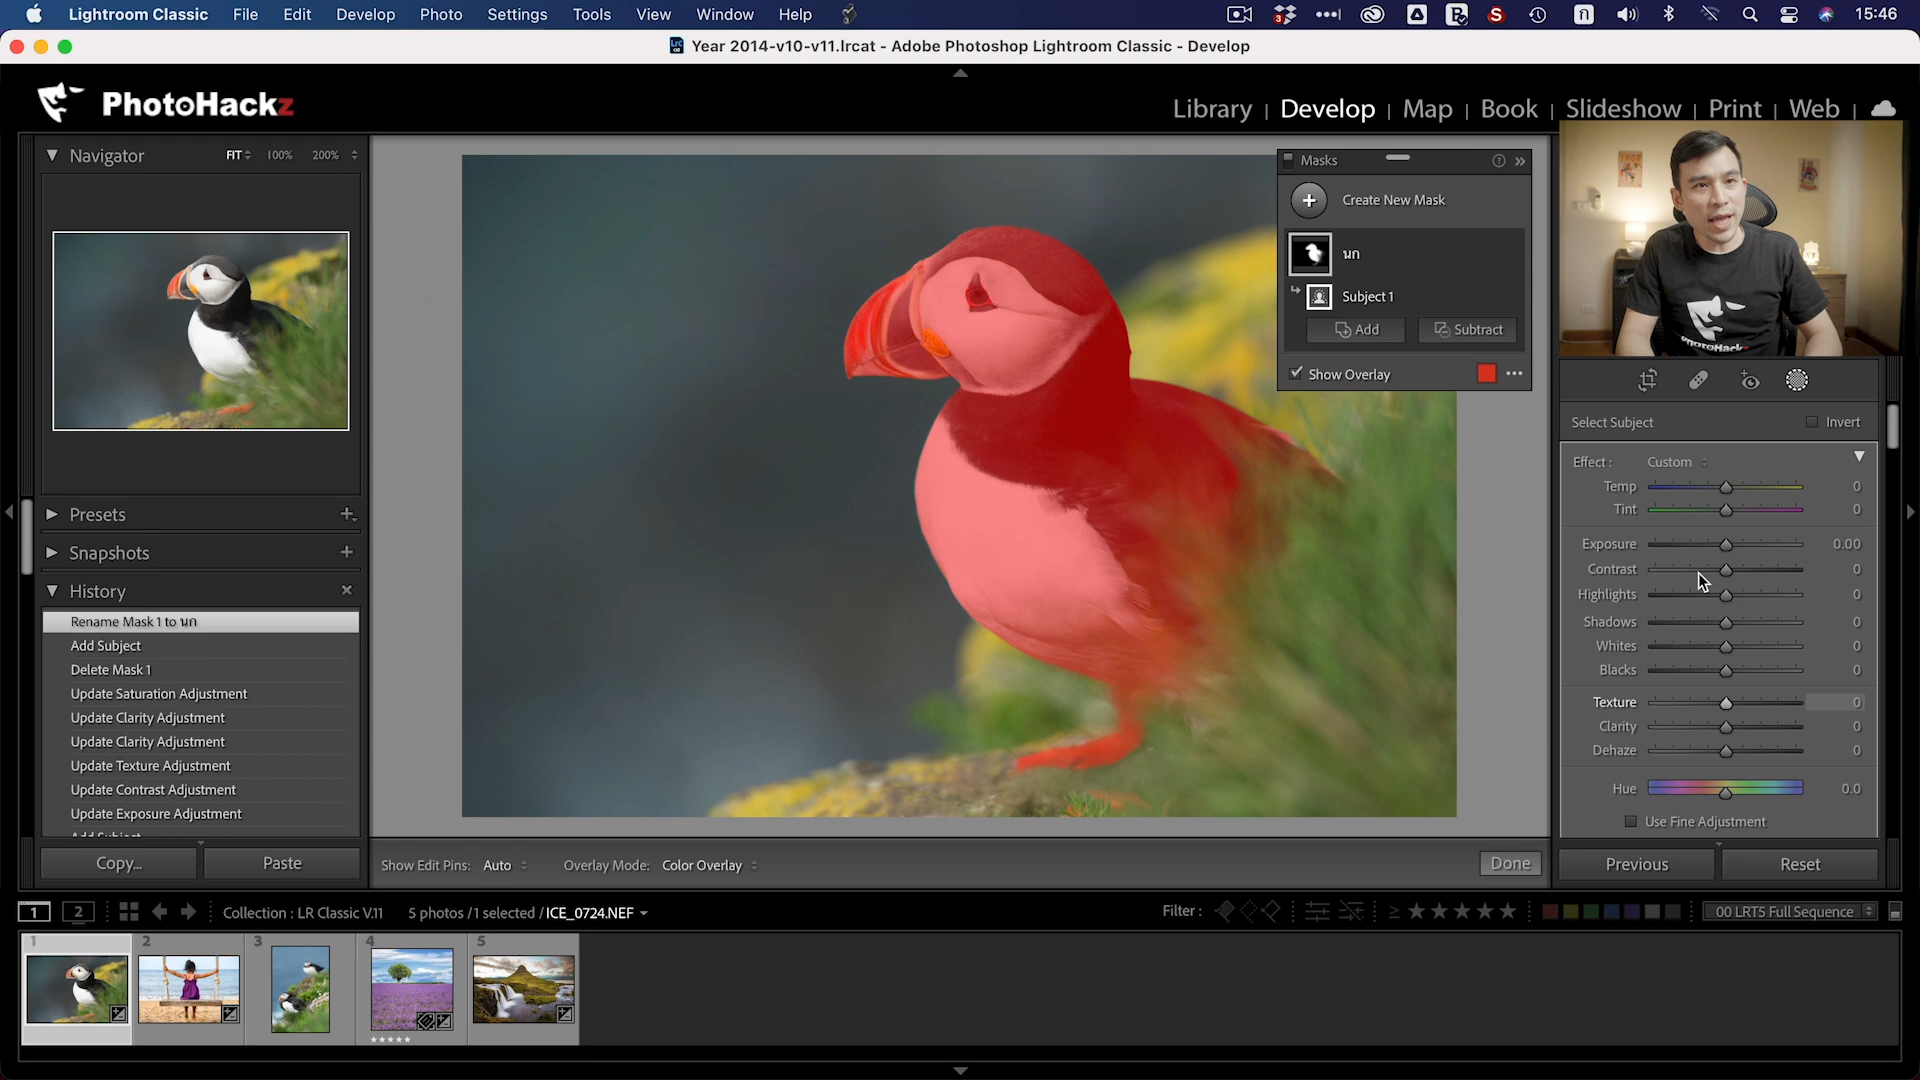 Lightroom Classic File Edit Develop Photo Settings Tools View Window Help 15:46
Year 2014-v10-v11.lrcat - Adobe Photoshop Lightroom Classic - Develop
PhotoHackz
Library | Develop | Map | Book | Slideshow | Print | Web |
Navigator FIT 100% 200%
Masks
Create New Mask
นก
Subject 1
Add Subtract
Show Overlay
PhotoHackz
Select Subject Invert
Effect : Custom
Temp 0
Tint 0
Exposure 0.00
Contrast 0
Highlights 0
Shadows 0
Whites 0
Blacks 0
Texture 0
Clarity 0
Dehaze 0
Hue 0.0
Use Fine Adjustment
Presets
Snapshots
History
Rename Mask 1 to นก
Add Subject
Delete Mask 1
Update Saturation Adjustment
Update Clarity Adjustment
Update Clarity Adjustment
Update Texture Adjustment
Update Contrast Adjustment
Update Exposure Adjustment
Add Subject
Copy... Paste
Show Edit Pins: Auto Overlay Mode: Color Overlay Done
Previous Reset
1 2 Collection : LR Classic V.11 5 photos / 1 selected / ICE_0724.NEF Filter : 00 LRT5 Full Sequence
1 2 3 4 5